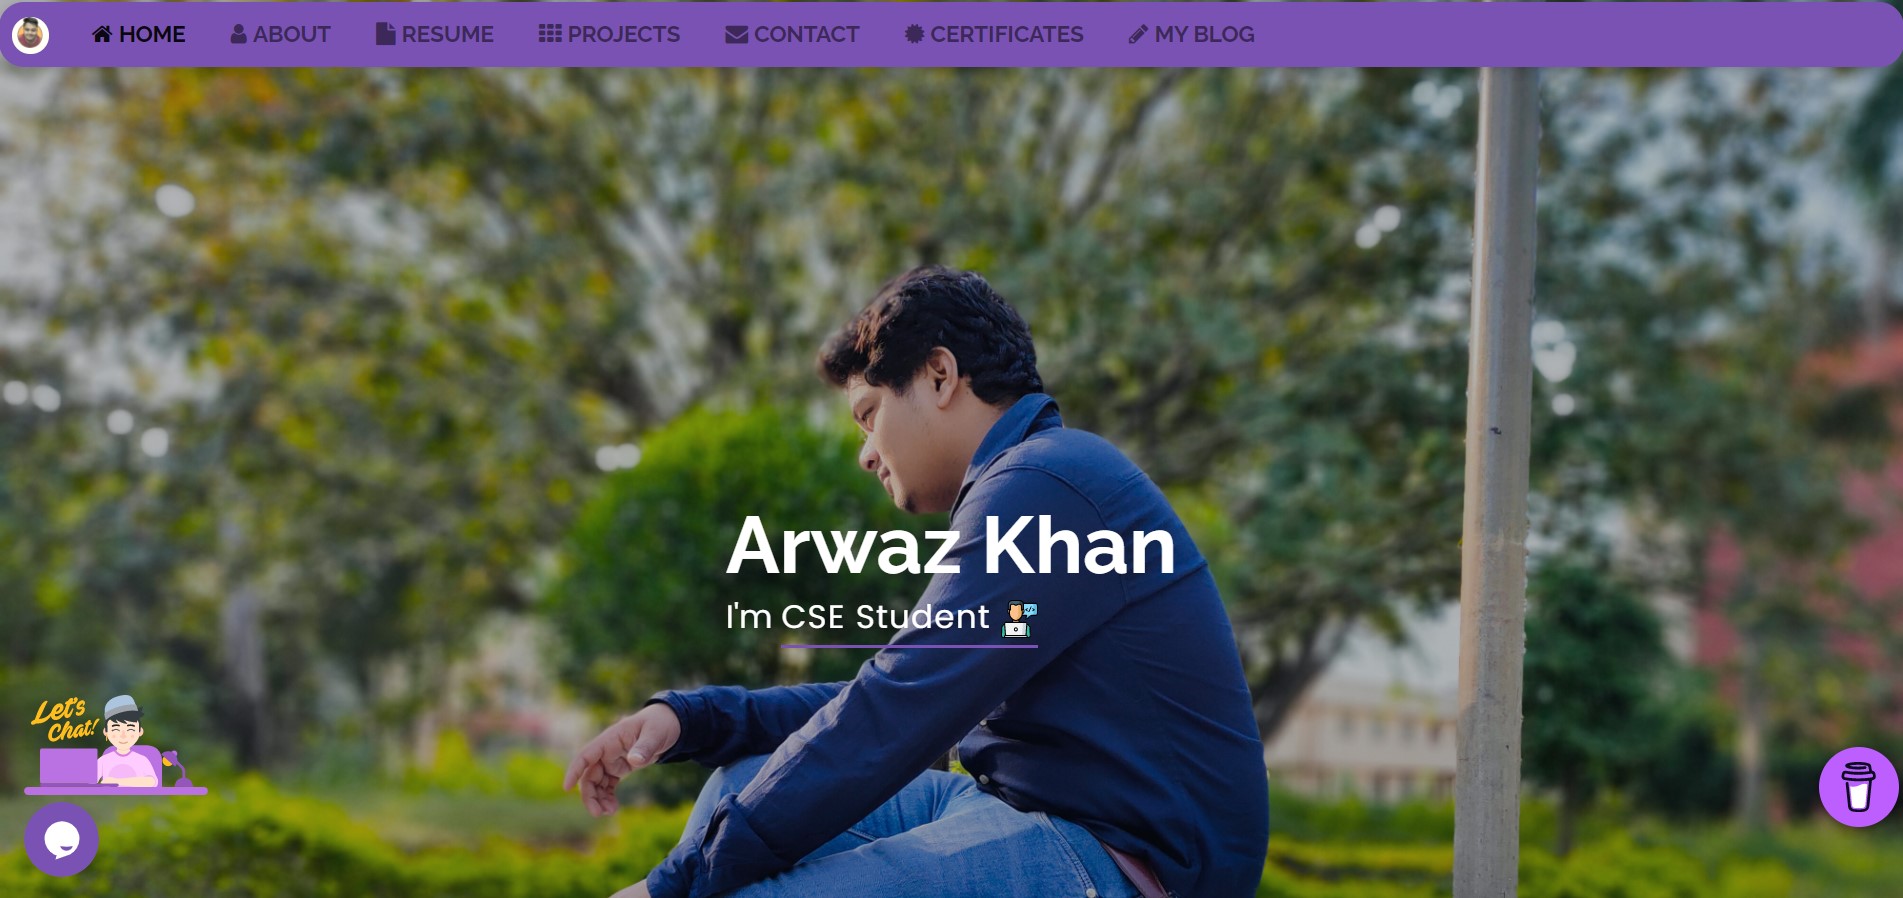 HOME ABOUT RESUME PROJECTS CONTACT CERTIFICATES MY BLOG
Arwaz Khan
I'm CSE Student
Let's
Chat!